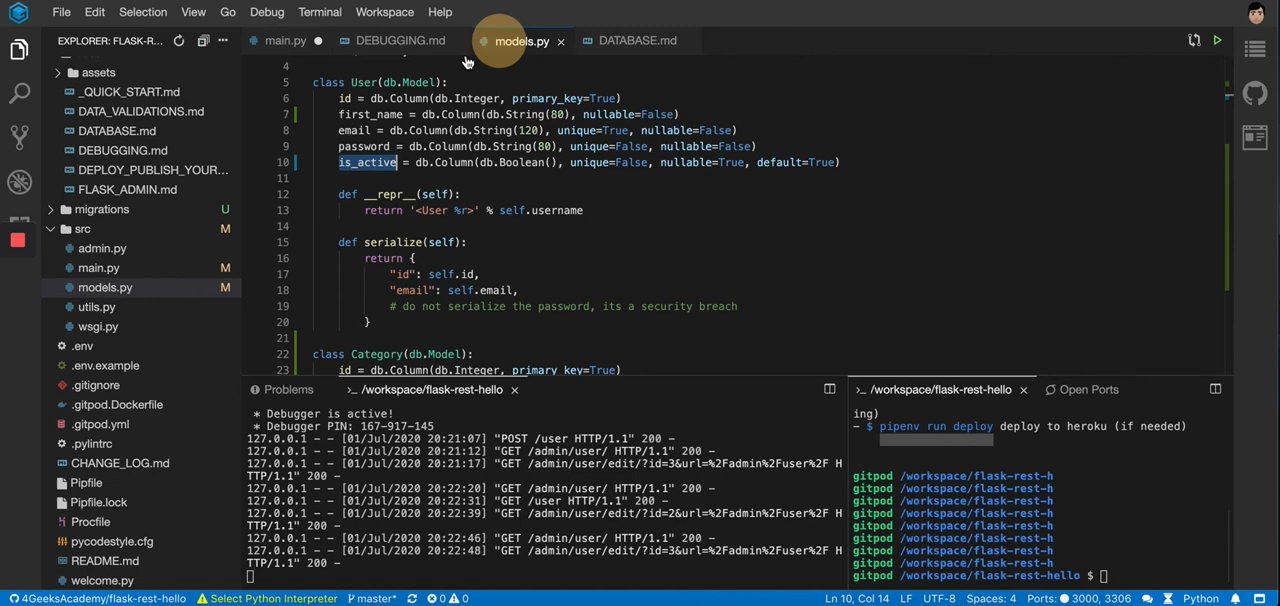 File Edit Selection View Go Debug Terminal Workspace Help
EXPLORER: FLASK-R...
main.py DEBUGGING.md models.py DATABASE.md
assets
_QUICK_START.md
DATA_VALIDATIONS.md
DATABASE.md
DEBUGGING.md
DEPLOY_PUBLISH_YOUR...
FLASK_ADMIN.md
migrations U
src M
admin.py
main.py M
models.py M
utils.py
wsgi.py
.env
.env.example
.gitignore
.gitpod.Dockerfile
.gitpod.yml
.pylintrc
CHANGE_LOG.md
Pipfile
Pipfile.lock
Procfile
pycodestyle.cfg
README.md
welcome.py
4
5 class User(db.Model):
6 id = db.Column(db.Integer, primary_key=True)
7 first_name = db.Column(db.String(80), nullable=False)
8 email = db.Column(db.String(120), unique=True, nullable=False)
9 password = db.Column(db.String(80), unique=False, nullable=False)
10 is_active = db.Column(db.Boolean(), unique=False, nullable=True, default=True)
11
12 def __repr__(self):
13 return '<User %r>' % self.username
14
15 def serialize(self):
16 return {
17 "id": self.id,
18 "email": self.email,
19 # do not serialize the password, its a security breach
20 }
21
22 class Category(db.Model):
23 id = db.Column(db.Integer, primary_key=True)
Problems >_ /workspace/flask-rest-hello
* Debugger is active!
* Debugger PIN: 167-917-145
127.0.0.1 - - [01/Jul/2020 20:21:07] "POST /user HTTP/1.1" 200 -
127.0.0.1 - - [01/Jul/2020 20:21:12] "GET /admin/user/ HTTP/1.1" 200 -
127.0.0.1 - - [01/Jul/2020 20:21:17] "GET /admin/user/edit/?id=3&url=%2Fadmin%2Fuser%2F H
TTP/1.1" 200 -
127.0.0.1 - - [01/Jul/2020 20:22:20] "GET /admin/user/ HTTP/1.1" 200 -
127.0.0.1 - - [01/Jul/2020 20:22:31] "GET /user HTTP/1.1" 200 -
127.0.0.1 - - [01/Jul/2020 20:22:39] "GET /admin/user/edit/?id=2&url=%2Fadmin%2Fuser%2F H
TTP/1.1" 200 -
127.0.0.1 - - [01/Jul/2020 20:22:46] "GET /admin/user/ HTTP/1.1" 200 -
127.0.0.1 - - [01/Jul/2020 20:22:48] "GET /admin/user/edit/?id=3&url=%2Fadmin%2Fuser%2F H
TTP/1.1" 200 -
>_ /workspace/flask-rest-hello Open Ports
ing)
- $ pipenv run deploy deploy to heroku (if needed)
gitpod /workspace/flask-rest-h
gitpod /workspace/flask-rest-h
gitpod /workspace/flask-rest-h
gitpod /workspace/flask-rest-h
gitpod /workspace/flask-rest-h
gitpod /workspace/flask-rest-h
gitpod /workspace/flask-rest-h
gitpod /workspace/flask-rest-h
gitpod /workspace/flask-rest-hello $
4GeeksAcademy/flask-rest-hello Select Python Interpreter master* 0 0 Ln 10, Col 14 LF UTF-8 Spaces: 4 Python Ports: 3000, 3306 Python